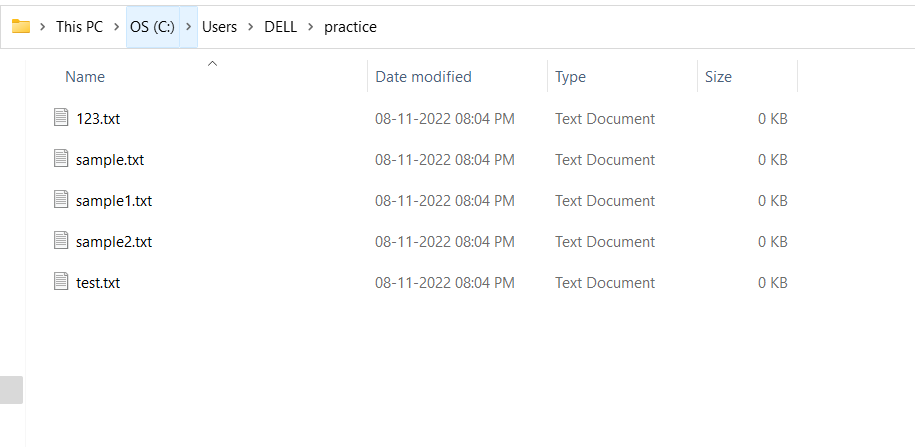 This PC > OS (C:) > Users > DELL > practice
Name Date modified Type Size
123.txt 08-11-2022 08:04 PM Text Document 0 KB
sample.txt 08-11-2022 08:04 PM Text Document 0 KB
sample1.txt 08-11-2022 08:04 PM Text Document 0 KB
sample2.txt 08-11-2022 08:04 PM Text Document 0 KB
test.txt 08-11-2022 08:04 PM Text Document 0 KB